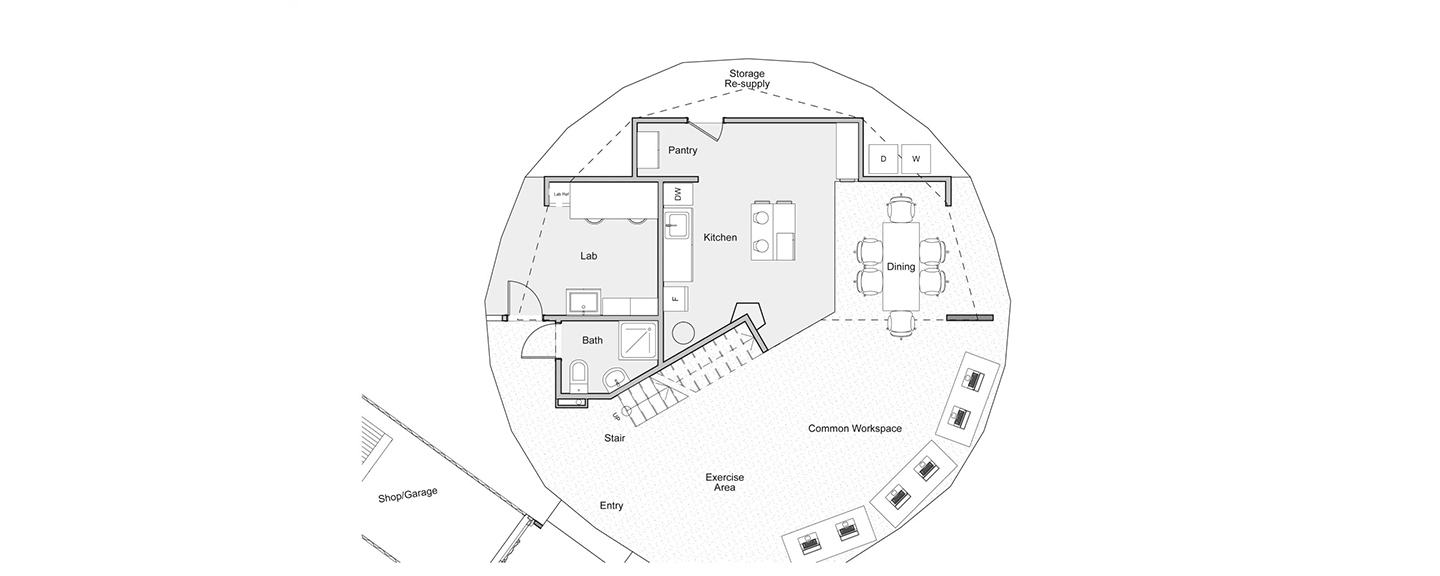 Storage
Re-supply
Pantry
D
W
Lab Ref
DW
Kitchen
Lab
Dining
F
Bath
UP
Stair
Common Workspace
Exercise
Area
Shop/Garage
Entry